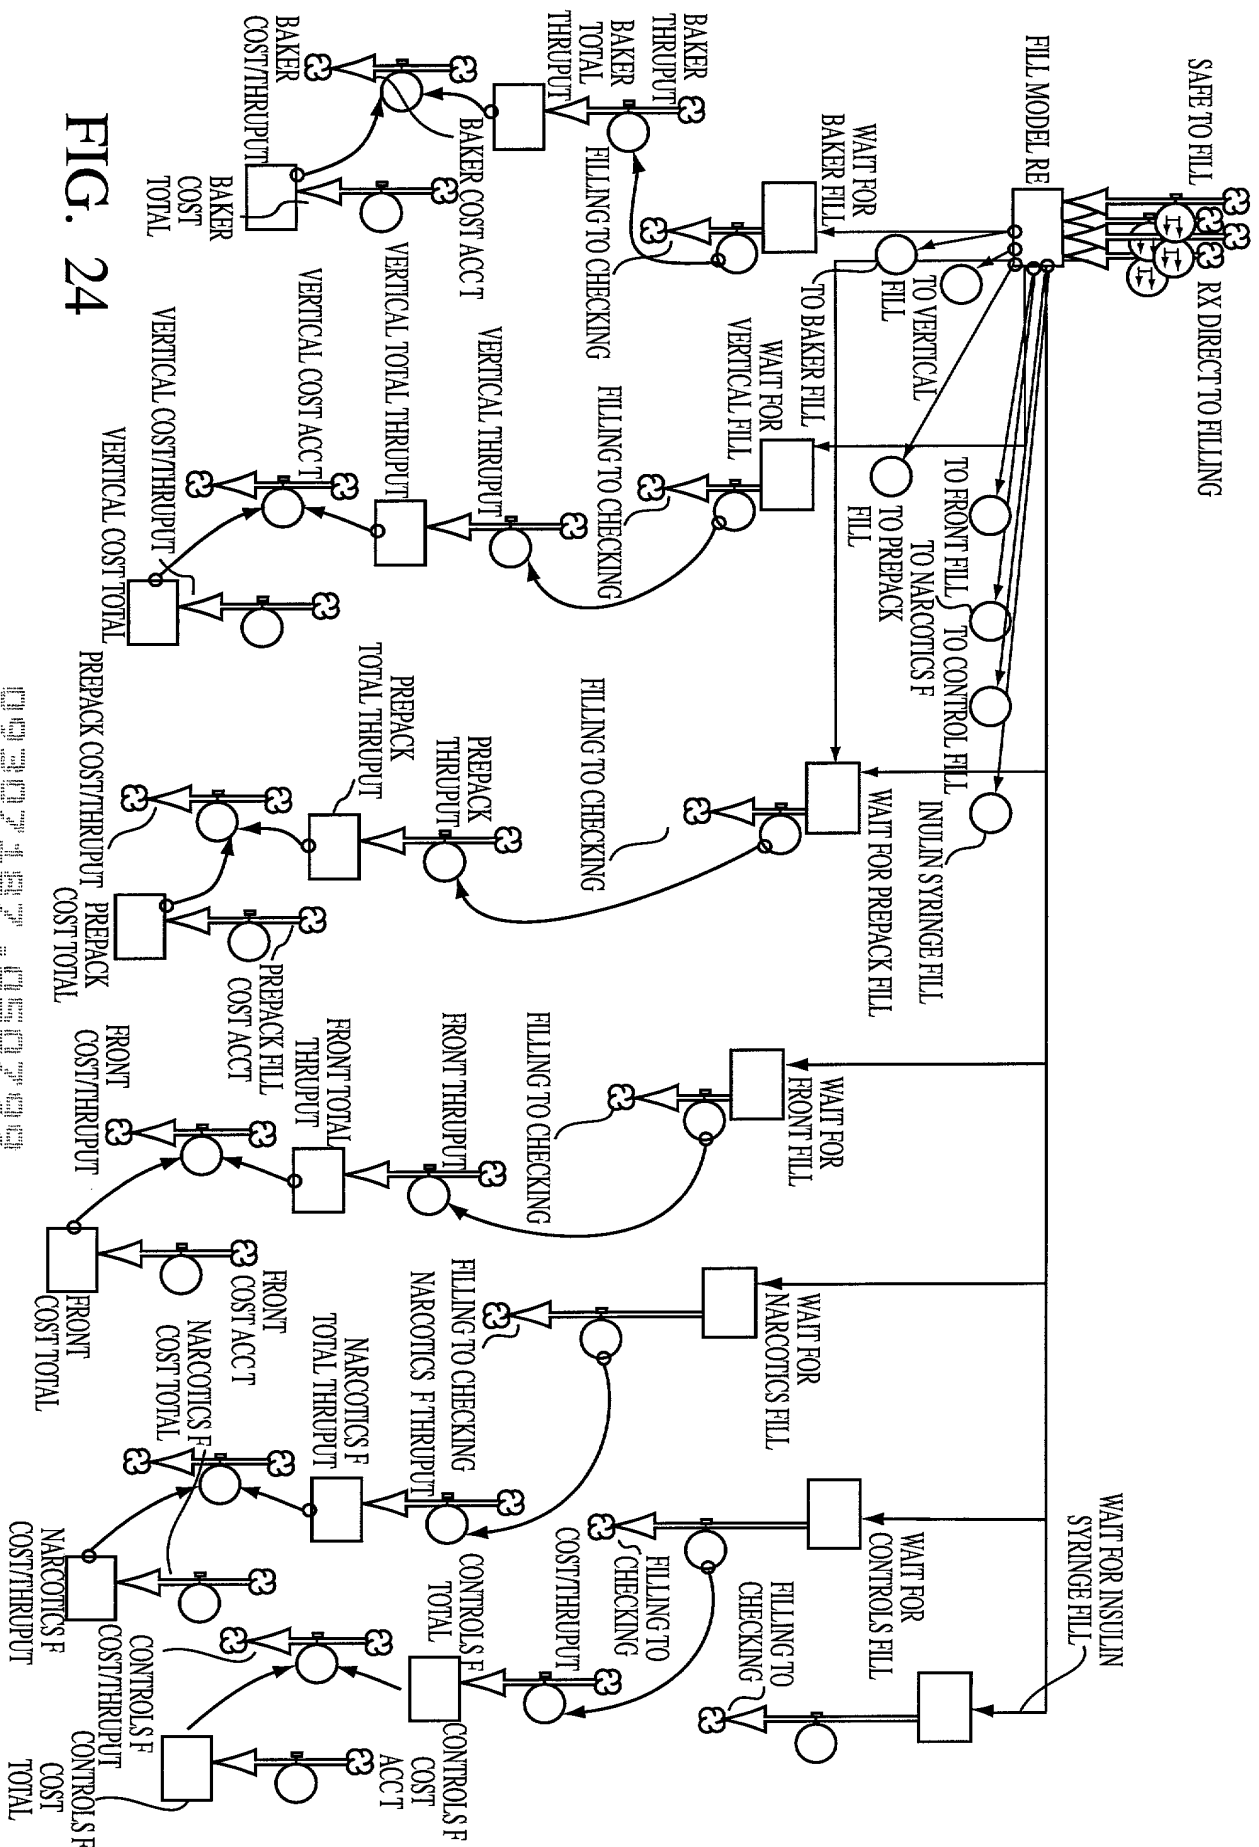 SAFE TO FILL
RX DIRECT TO FILLING
FILL MODEL RE
TO VERTICAL
FILL
TO BAKER FILL
TO PREPACK
FILL
TO FRONT FILL
TO NARCOTICS F
TO CONTROL FILL
INULIN SYRINGE FILL
WAIT FOR
BAKER FILL
WAIT FOR
VERTICAL FILL
WAIT FOR PREPACK FILL
WAIT FOR
FRONT FILL
WAIT FOR
NARCOTICS FILL
WAIT FOR
CONTROLS FILL
WAIT FOR INSULIN
SYRINGE FILL
BAKER
THRUPUT
BAKER
TOTAL
THRUPUT
FILLING TO CHECKING
BAKER COST ACC T
BAKER
COST/THRUPUT
BAKER
COST
TOTAL
FILLING TO CHECKING
VERTICAL THRUPUT
VERTICAL TOTAL THRUPUT
VERTICAL COST ACC T
VERTICAL COST/THRUPUT
VERTICAL COST TOTAL
FILLING TO CHECKING
PREPACK
THRUPUT
PREPACK
TOTAL THRUPUT
PREPACK COST/THRUPUT
PREPACK FILL
COST ACCT
PREPACK
COST TOTAL
FILLING TO CHECKING
FRONT THRUPUT
FRONT TOTAL
THRUPUT
FRONT
COST/THRUPUT
FRONT
COST ACC T
FRONT
COST TOTAL
FILLING TO CHECKING
NARCOTICS F THRUPUT
NARCOTICS F
TOTAL THRUPUT
NARCOTICS F
COST TOTAL
NARCOTICS F
COST/THRUPUT
FILLING TO
CHECKING
COST/THRUPUT
CONTROLS F
TOTAL
CONTROLS F
COST
ACC T
CONTROLS F
COST/THRUPUT
CONTROLS F
COST
TOTAL
FILLING TO
CHECKING
FIG. 24
09307187.050799